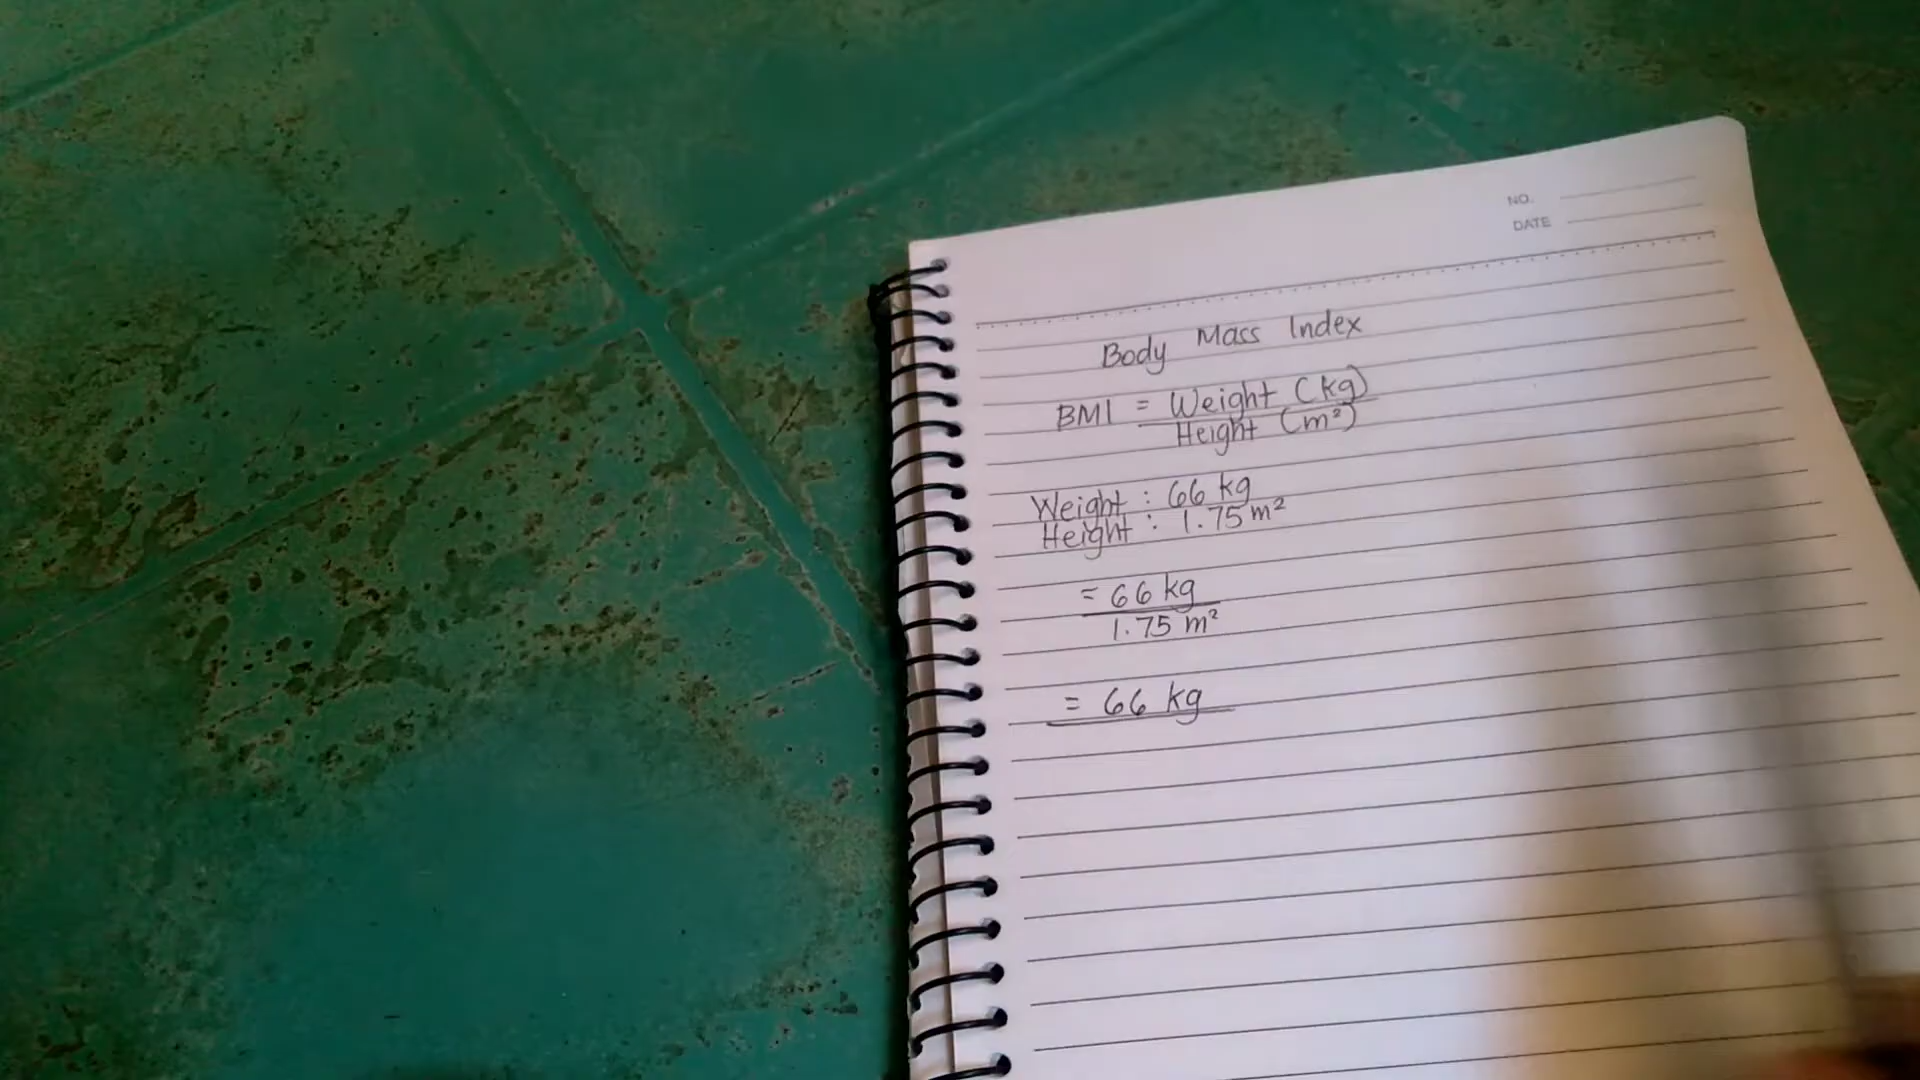 NO.
DATE
Body Mass Index
BMI = Weight (kg)
Height (m²)
Weight : 66 kg
Height : 1.75 m²
= 66 kg
1.75 m²
= 66 kg